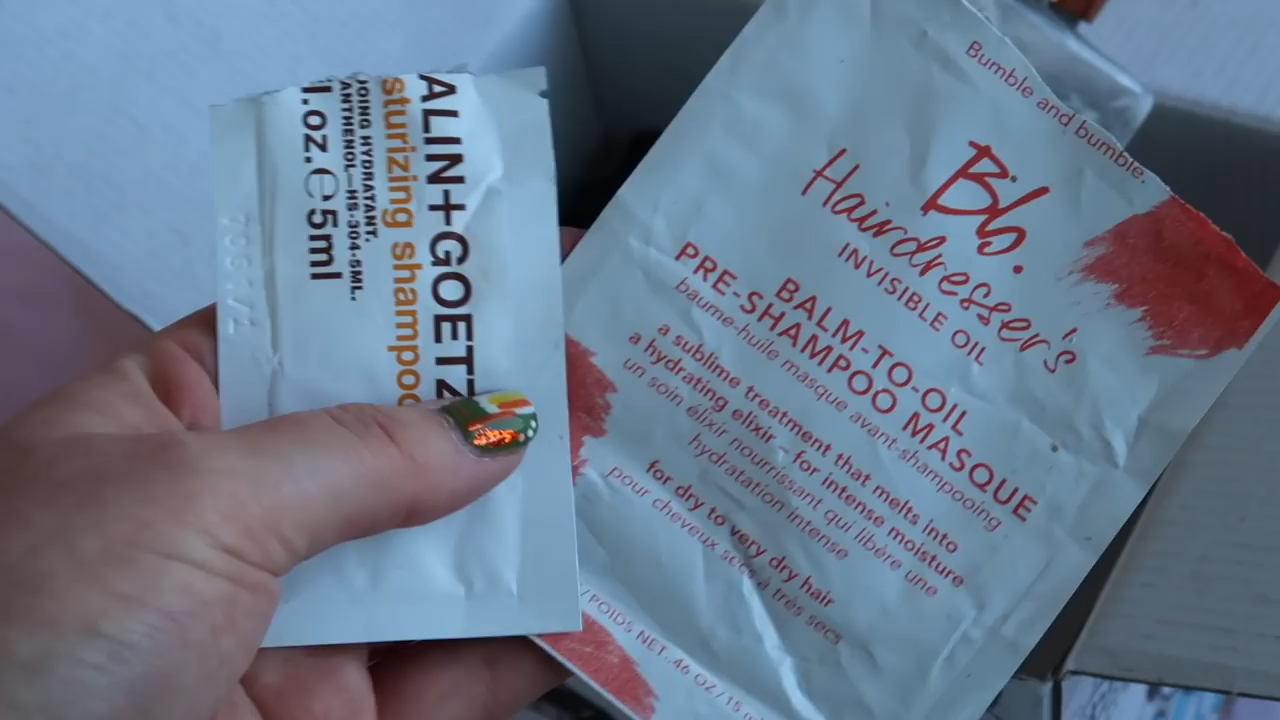 ALIN+GOETZ
sturizing shampoo
OING HYDRATANT.
ANTHENOL—HS-304-5ML.
1.oz.℮5ml
Bumble and bumble.
Bb.
Hairdresser's
INVISIBLE OIL
BALM-TO-OIL
PRE-SHAMPOO MASQUE
baume-huile masque avant-shampooing
a sublime treatment that melts into
a hydrating elixir – for intense moisture
un soin élixir nourrissant qui libère une
hydratation intense
for dry to very dry hair
pour cheveux secs à très secs
/POIDS NET .46 OZ/15